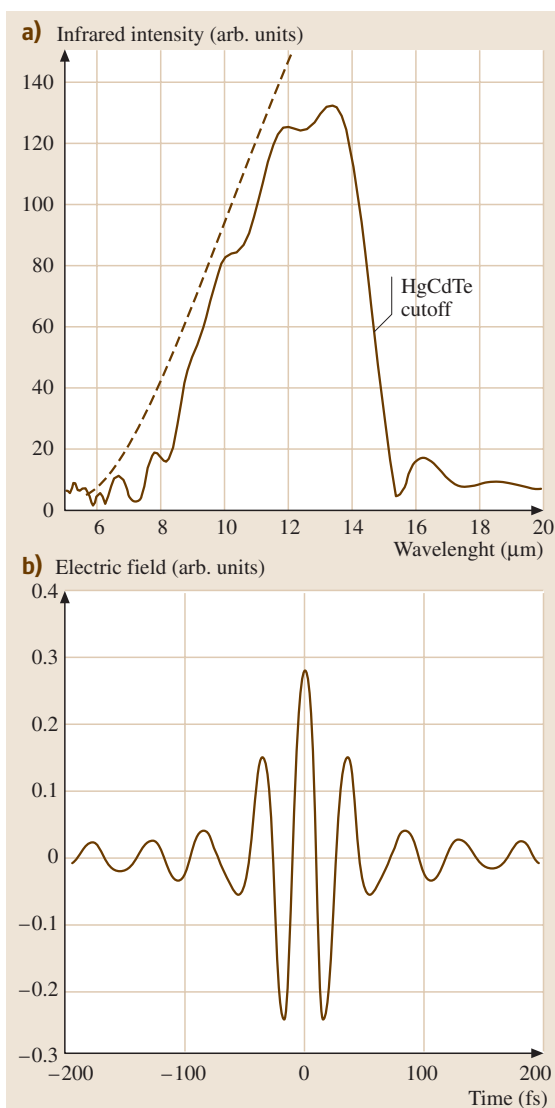 a) Infrared intensity (arb. units)
140
120
100
80
60
40
20
0
HgCdTe
cutoff
6 8 10 12 14 16 18 20
Wavelenght (μm)
b) Electric field (arb. units)
0.4
0.3
0.2
0.1
0
−0.1
−0.2
−0.3
−200 −100 0 100 200
Time (fs)